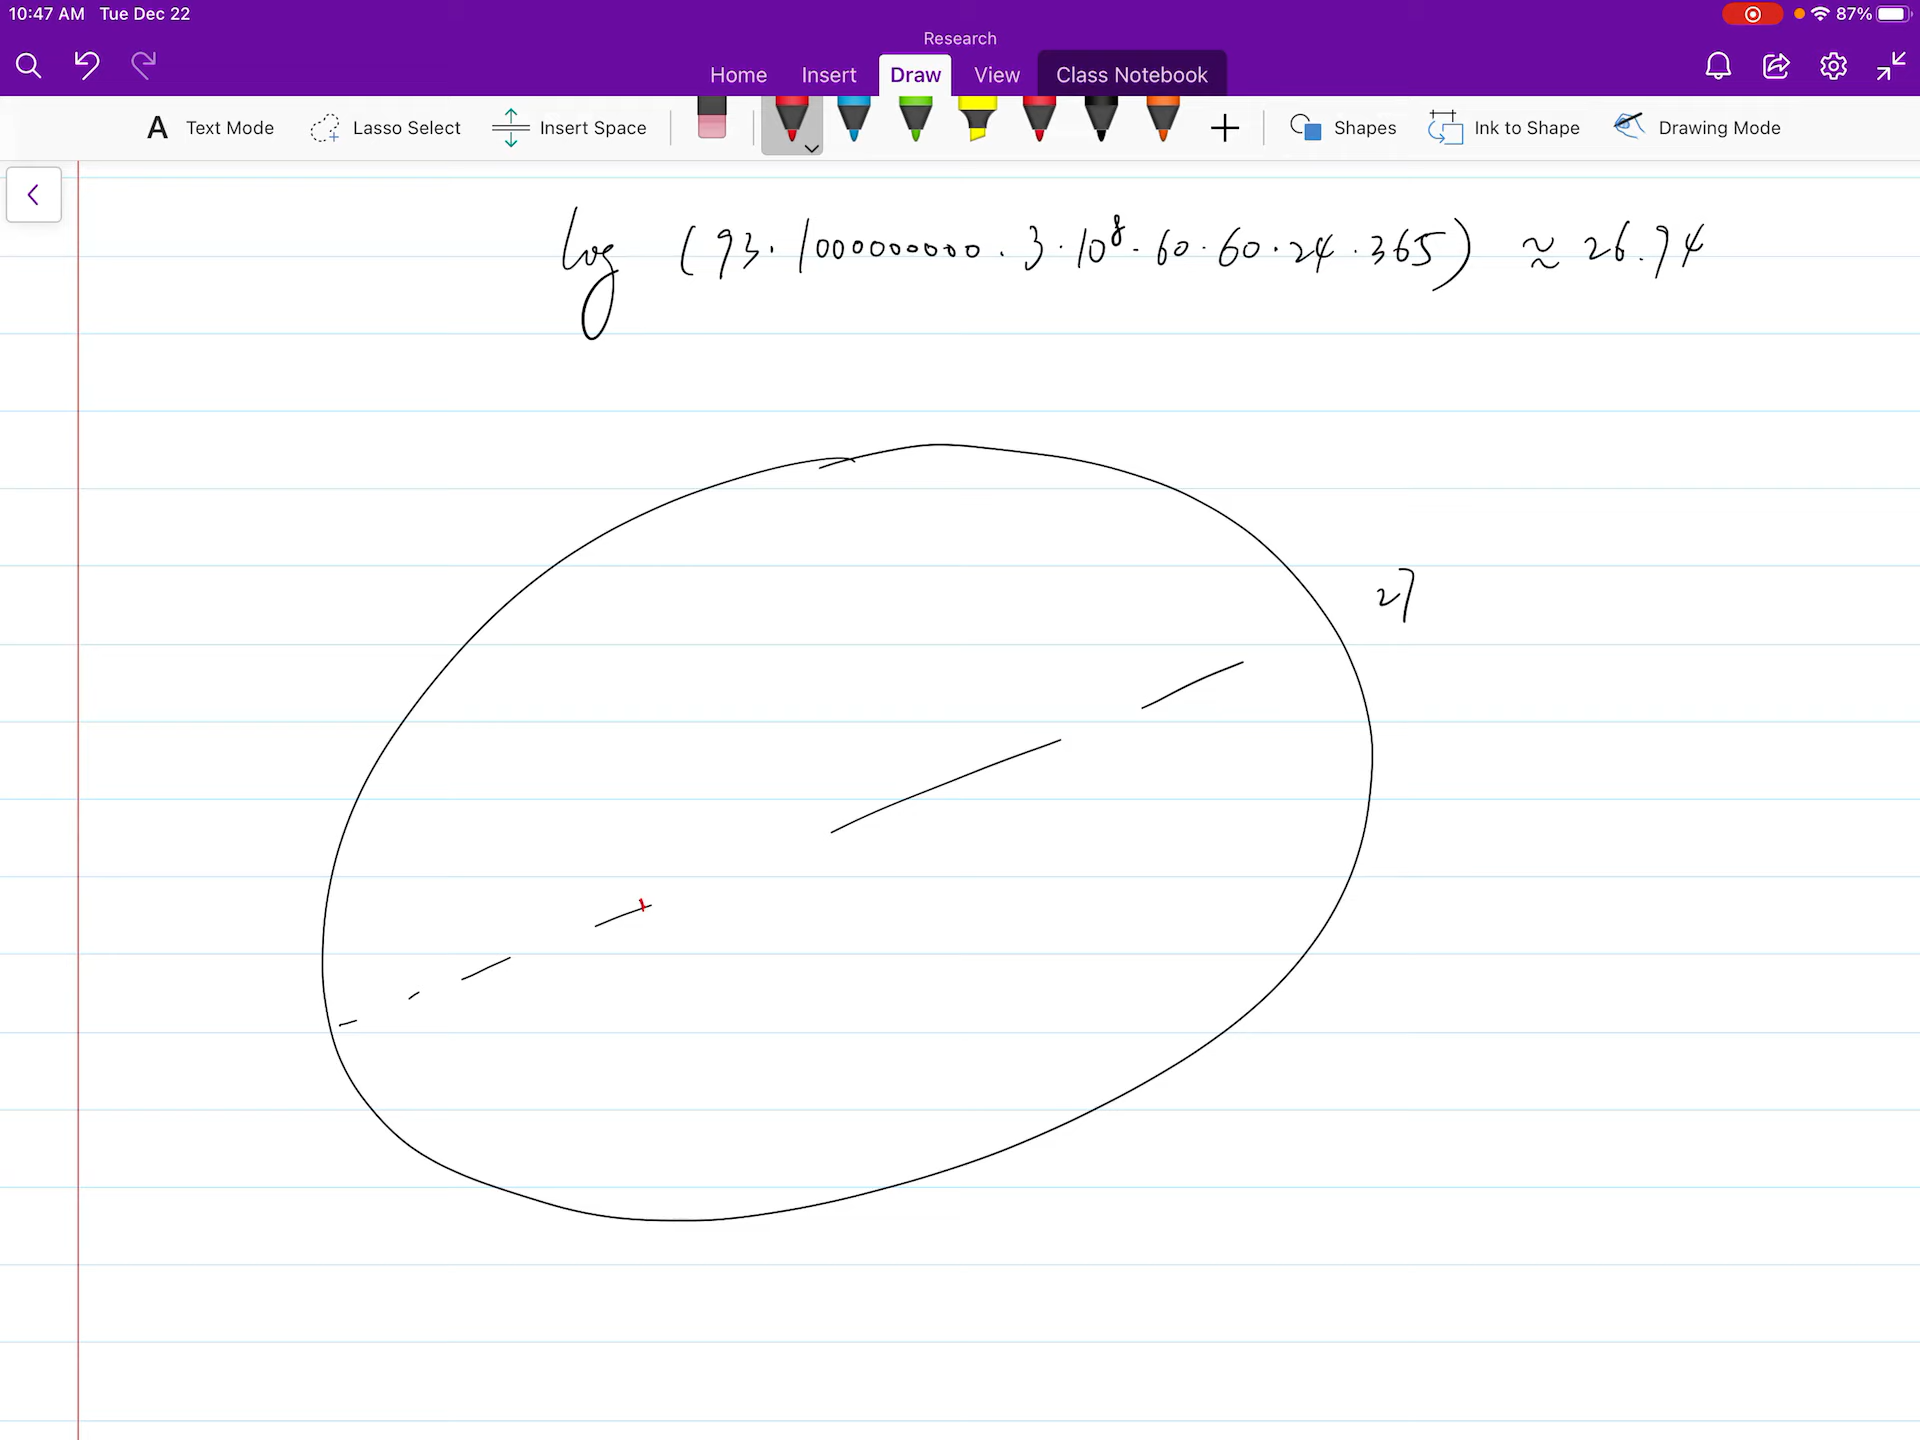 10:47 AM Tue Dec 22 87%
Research
Home Insert Draw View Class Notebook
Text Mode Lasso Select Insert Space Shapes Ink to Shape Drawing Mode
log (93·1000000000·3·10⁸·60·60·24·365) ≈ 26.94
27